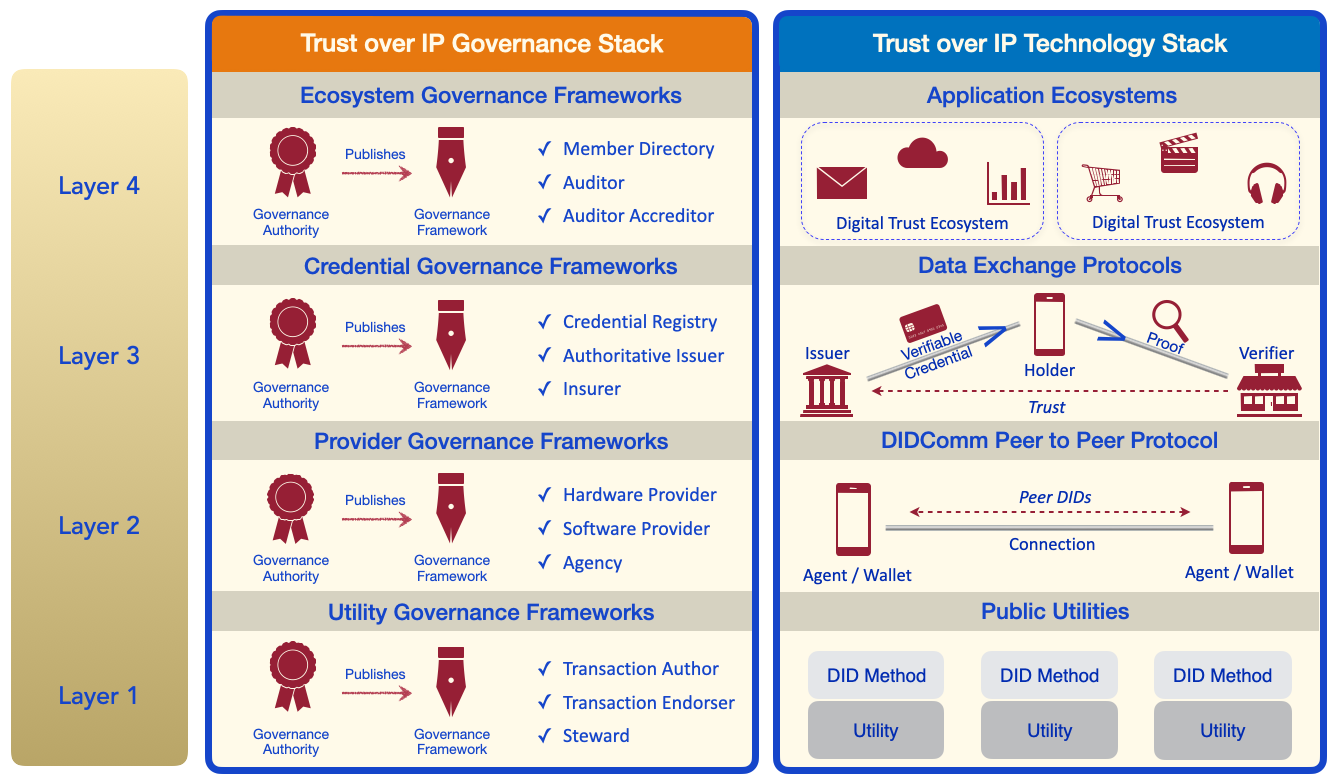 Trust over IP Governance Stack
Trust over IP Technology Stack
Layer 4
Ecosystem Governance Frameworks
Governance
Authority
Publishes
Governance
Framework
✓ Member Directory
✓ Auditor
✓ Auditor Accreditor
Application Ecosystems
Digital Trust Ecosystem
Digital Trust Ecosystem
Layer 3
Credential Governance Frameworks
Governance
Authority
Publishes
Governance
Framework
✓ Credential Registry
✓ Authoritative Issuer
✓ Insurer
Data Exchange Protocols
Issuer
Verifiable
Credential
Holder
Proof
Verifier
Trust
Layer 2
Provider Governance Frameworks
Governance
Authority
Publishes
Governance
Framework
✓ Hardware Provider
✓ Software Provider
✓ Agency
DIDComm Peer to Peer Protocol
Peer DIDs
Connection
Agent / Wallet
Agent / Wallet
Layer 1
Utility Governance Frameworks
Governance
Authority
Publishes
Governance
Framework
✓ Transaction Author
✓ Transaction Endorser
✓ Steward
Public Utilities
DID Method
DID Method
DID Method
Utility
Utility
Utility